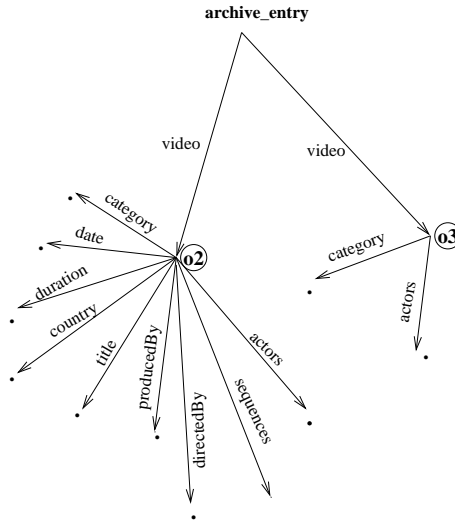 archive_entry
video
video
category
date
o2
o3
category
duration
country
actors
title
producedBy
actors
directedBy
sequences